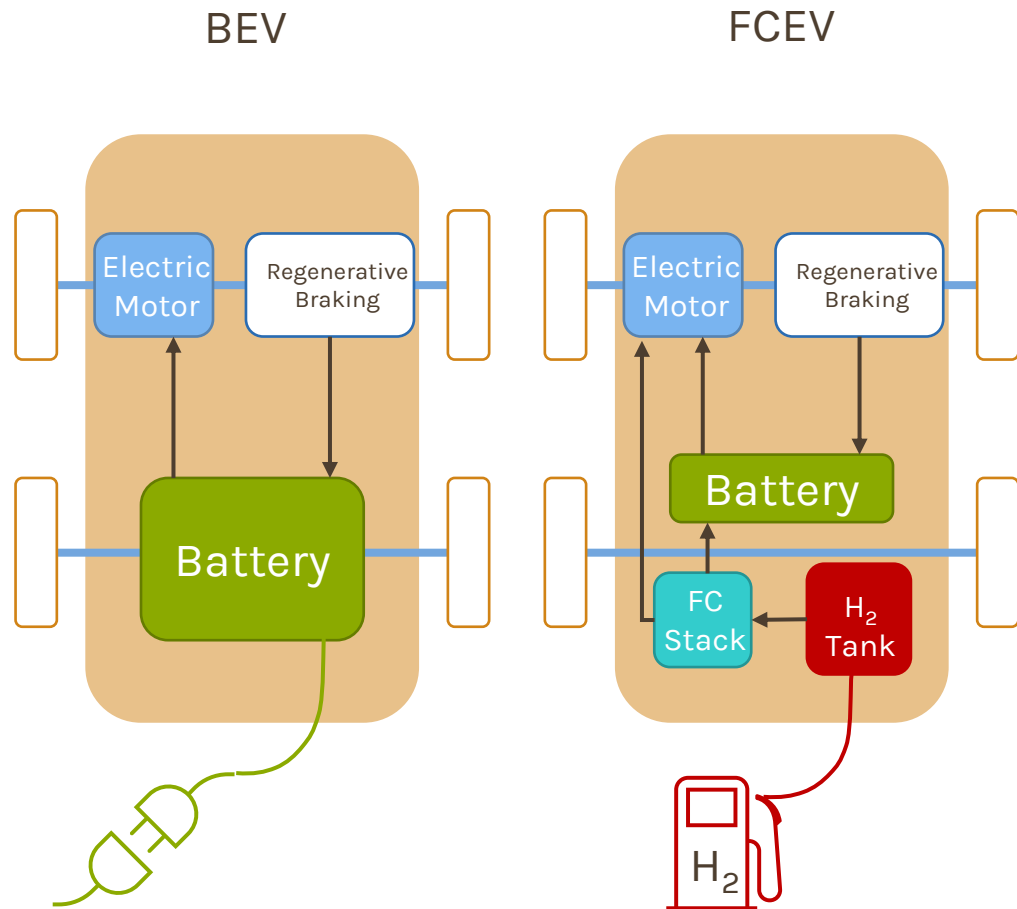 BEV
Electric
Motor
Regenerative
Braking
Battery
FCEV
Electric
Motor
Regenerative
Braking
Battery
FC
Stack
H₂
Tank
H₂